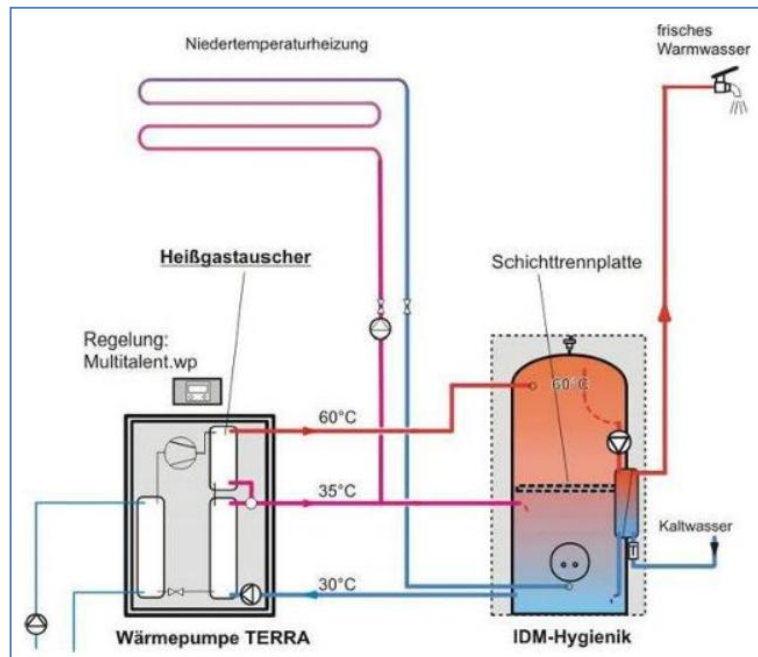 Niedertemperaturheizung
frisches
Warmwasser
Heißgastauscher
Schichttrennplatte
Regelung:
Multitalent.wp
60°C
60°C
35°C
Kaltwasser
30°C
Wärmepumpe TERRA
IDM-Hygienik